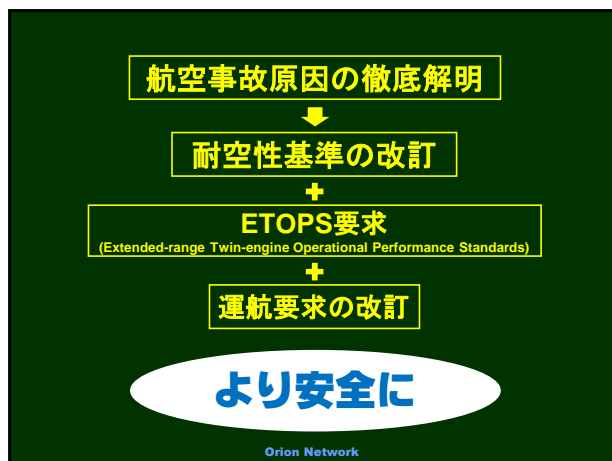 航空事故原因の徹底解明
耐空性基準の改訂
ETOPS要求
(Extended-range Twin-engine Operational Performance Standards)
運航要求の改訂
より安全に
Orion Network